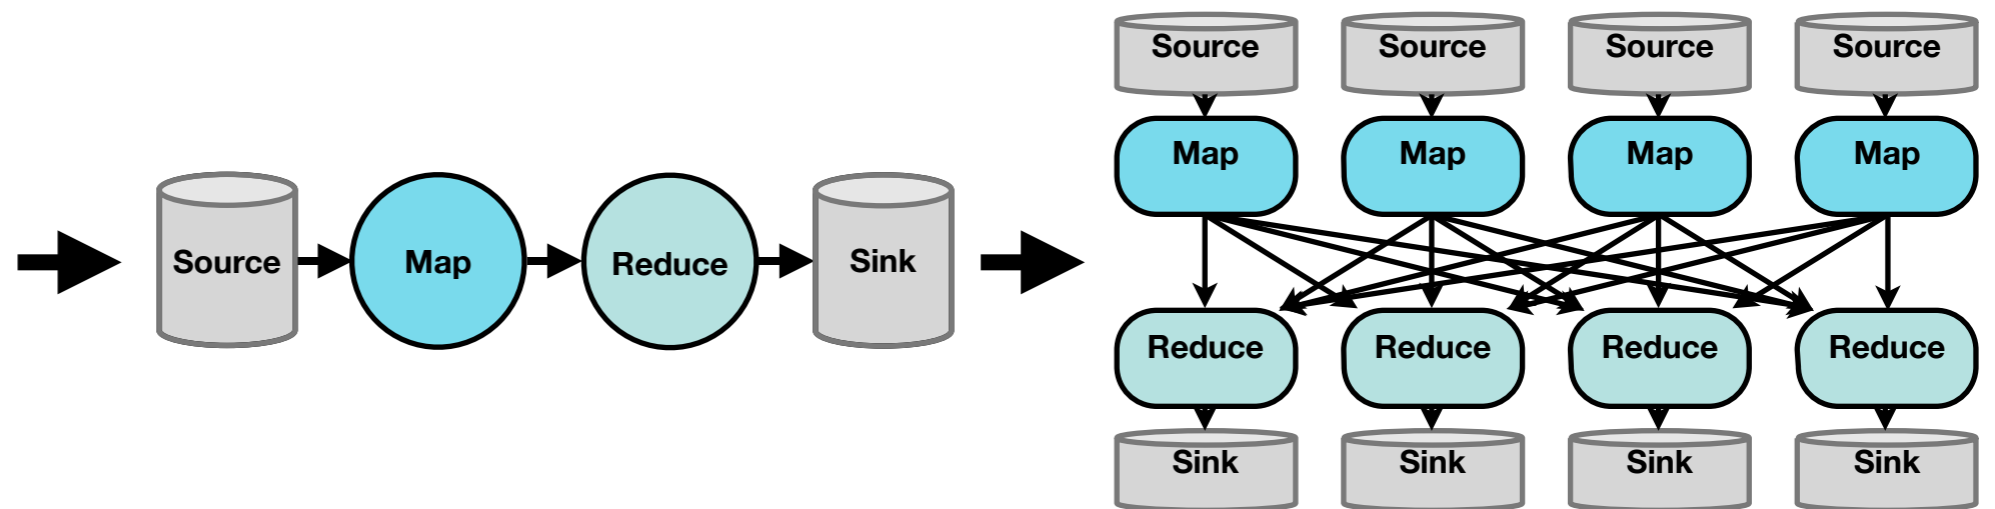 Source
Map
Reduce
Sink
Source Source Source Source
Map Map Map Map
Reduce Reduce Reduce Reduce
Sink Sink Sink Sink